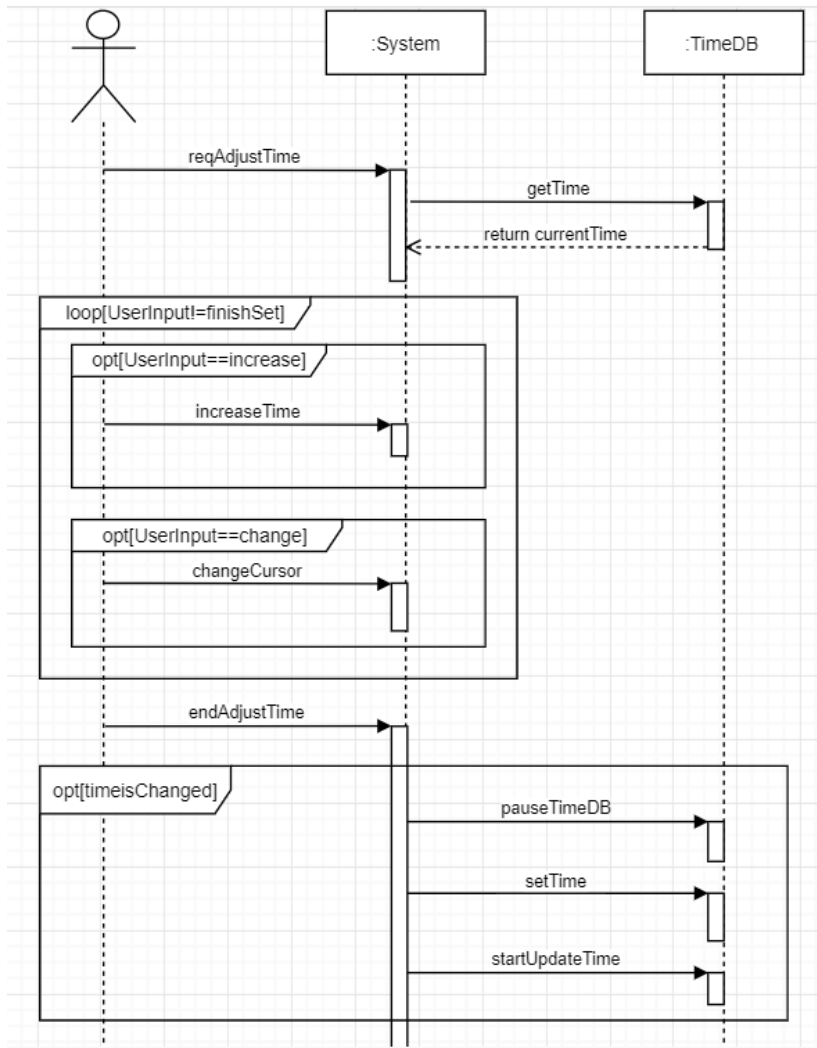 :System
:TimeDB
reqAdjustTime
getTime
return currentTime
loop[UserInput!=finishSet]
opt[UserInput==increase]
increaseTime
opt[UserInput==change]
changeCursor
endAdjustTime
opt[timeisChanged]
pauseTimeDB
setTime
startUpdateTime